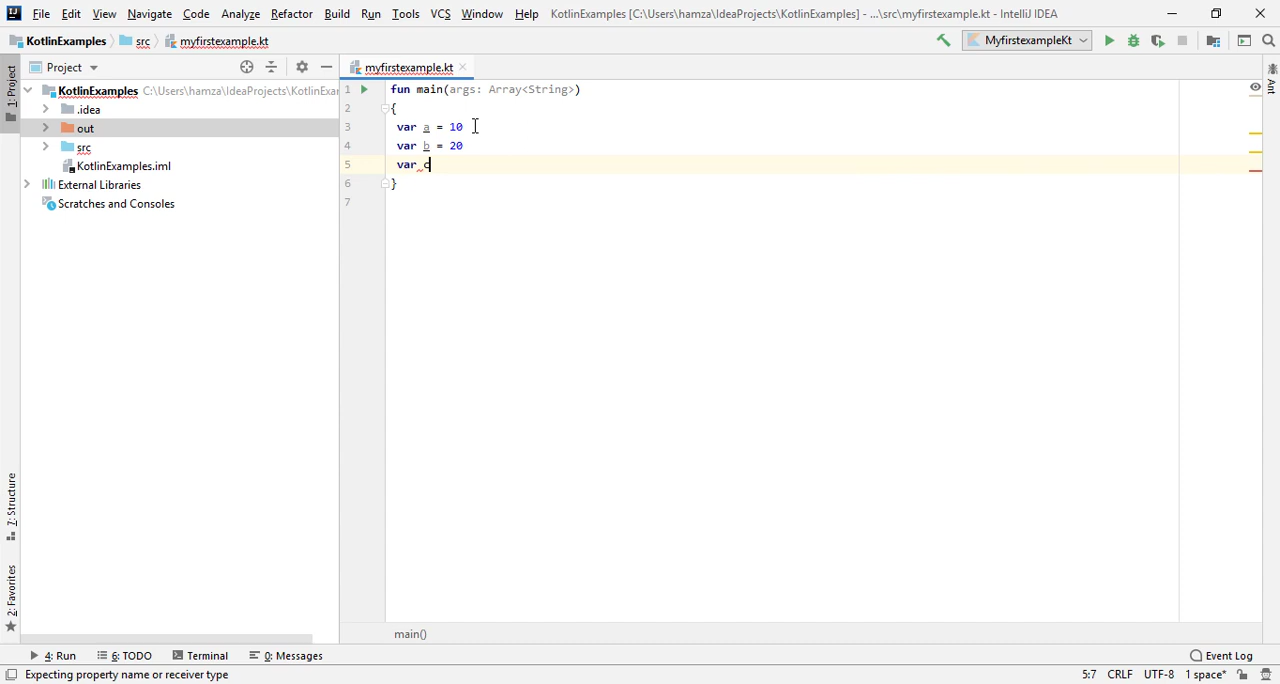 File Edit View Navigate Code Analyze Refactor Build Run Tools VCS Window Help KotlinExamples [C:\Users\hamza\IdeaProjects\KotlinExamples] - ...\src\myfirstexample.kt - IntelliJ IDEA
KotlinExamples src myfirstexample.kt MyfirstexampleKt
Project myfirstexample.kt
1: Project
Ant
KotlinExamples C:\Users\hamza\IdeaProjects\KotlinExar
.idea
out
src
KotlinExamples.iml
External Libraries
Scratches and Consoles
1 fun main(args: Array<String>)
2 {
3 var a = 10
4 var b = 20
5 var c
6 }
7
Z: Structure
2: Favorites
main()
4: Run 6: TODO Terminal 0: Messages Event Log
Expecting property name or receiver type 5:7 CRLF UTF-8 1 space*